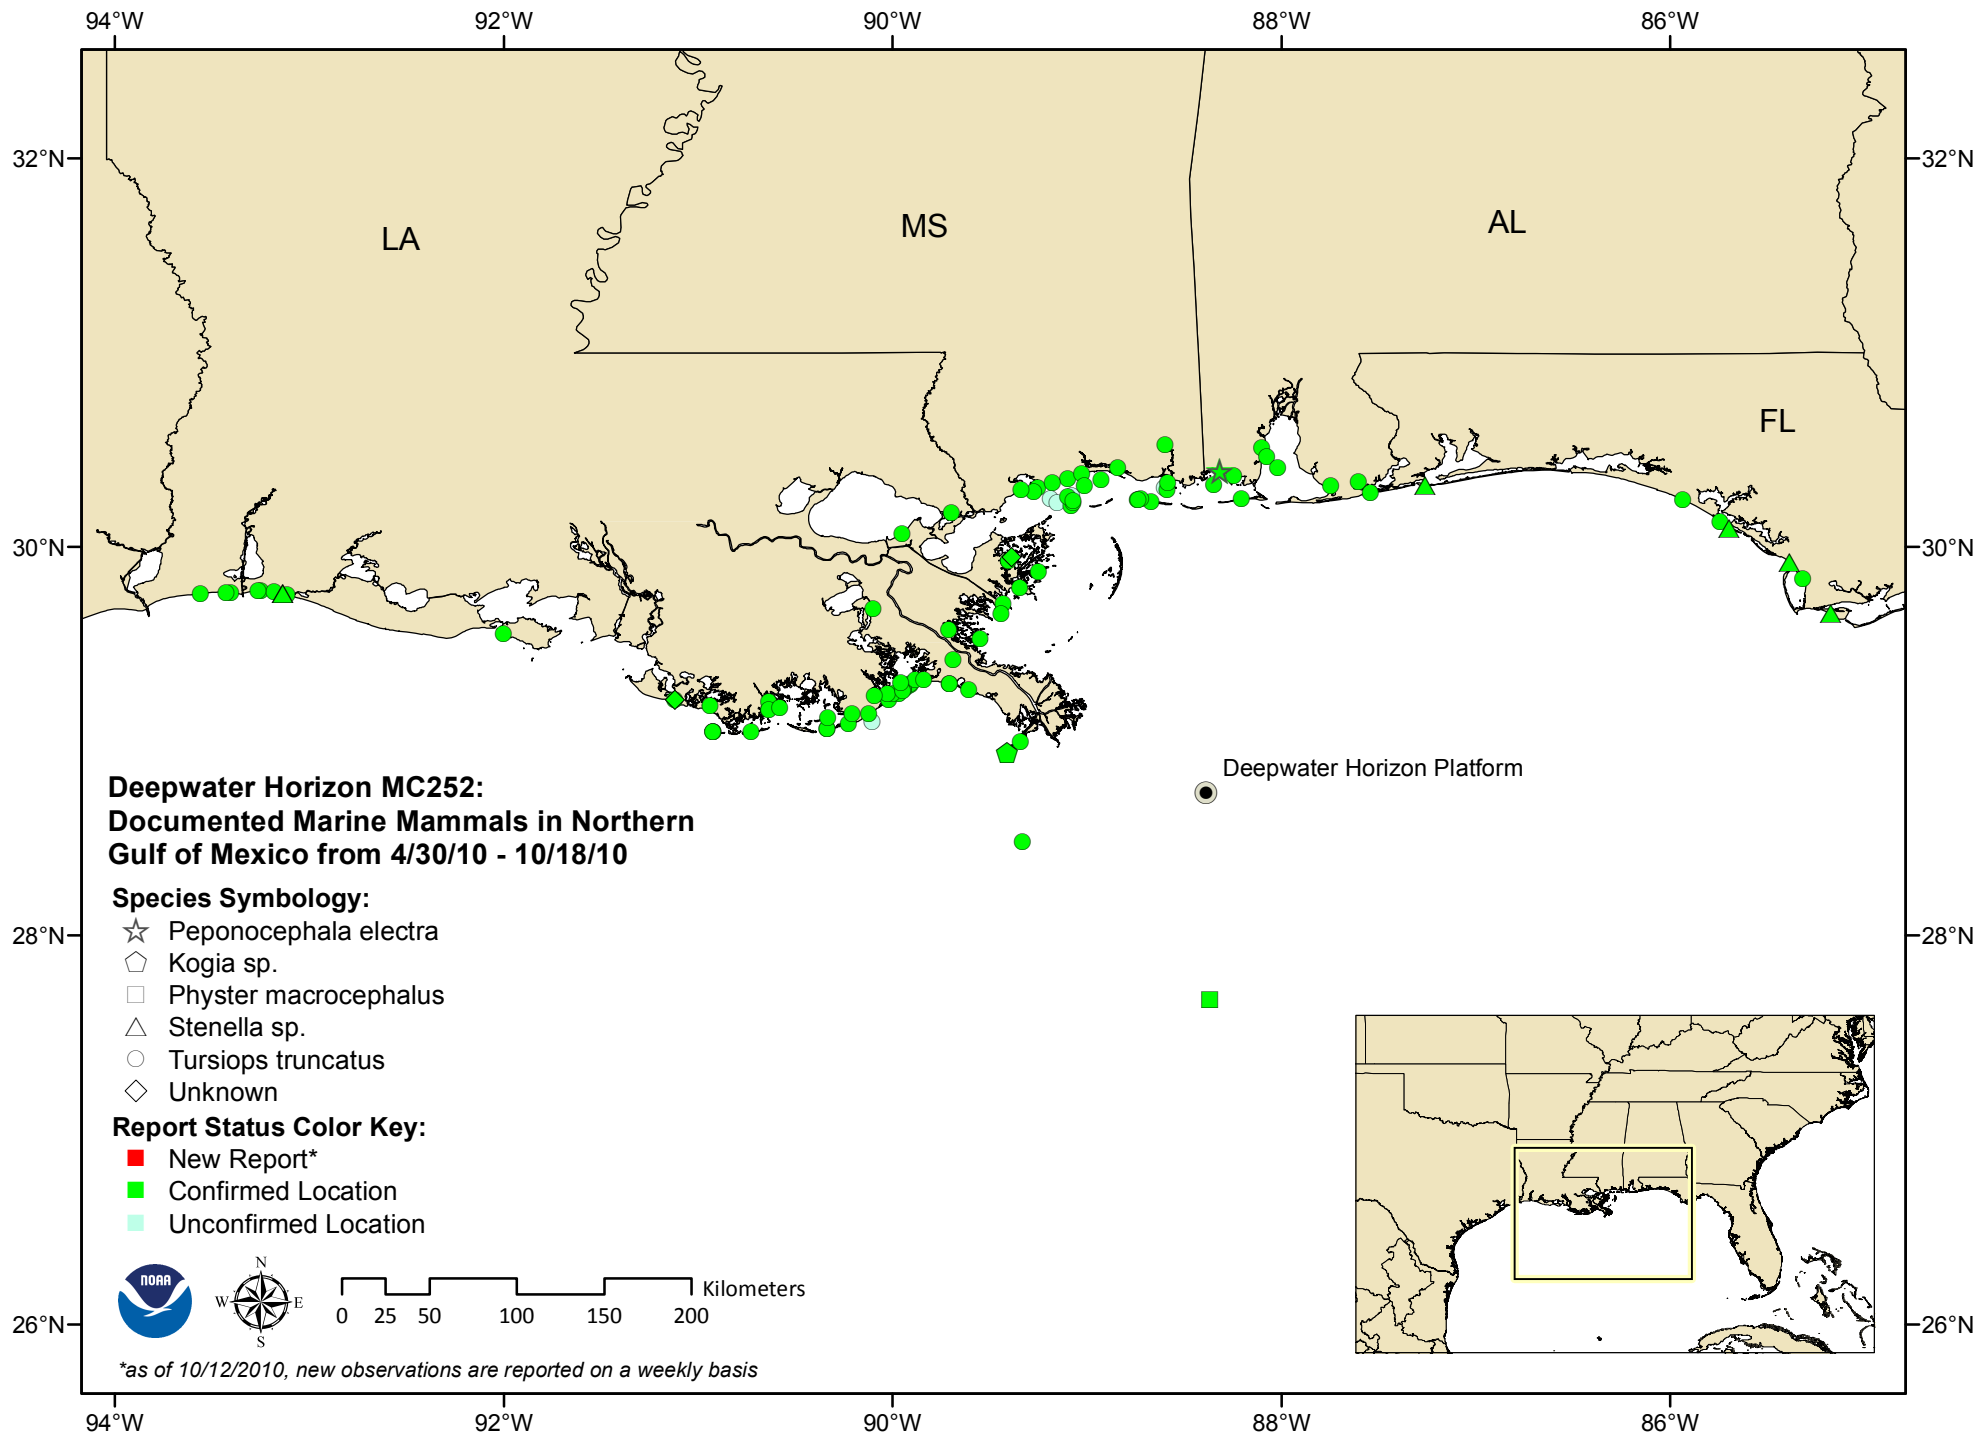 94°W 92°W 90°W 88°W 86°W
32°N 32°N
LA MS AL
FL
30°N 30°N
Deepwater Horizon Platform
Deepwater Horizon MC252:
Documented Marine Mammals in Northern
Gulf of Mexico from 4/30/10 - 10/18/10
Species Symbology:
28°N 28°N
Peponocephala electra
Kogia sp.
Physter macrocephalus
Stenella sp.
Tursiops truncatus
Unknown
Report Status Color Key:
New Report*
Confirmed Location
Unconfirmed Location
NOAA
N
W E
S
Kilometers
0 25 50 100 150 200
26°N 26°N
*as of 10/12/2010, new observations are reported on a weekly basis
94°W 92°W 90°W 88°W 86°W